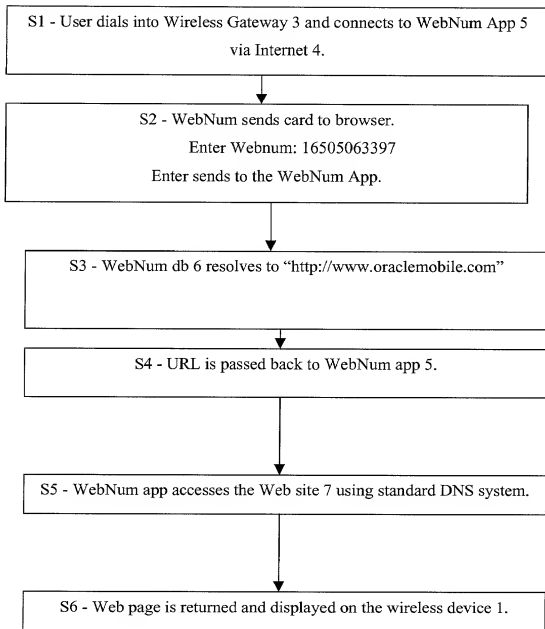 S1 - User dials into Wireless Gateway 3 and connects to WebNum App 5
via Internet 4.
S2 - WebNum sends card to browser.
Enter Webnum: 16505063397
Enter sends to the WebNum App.
S3 - WebNum db 6 resolves to “http://www.oraclemobile.com”
S4 - URL is passed back to WebNum app 5.
S5 - WebNum app accesses the Web site 7 using standard DNS system.
S6 - Web page is returned and displayed on the wireless device 1.